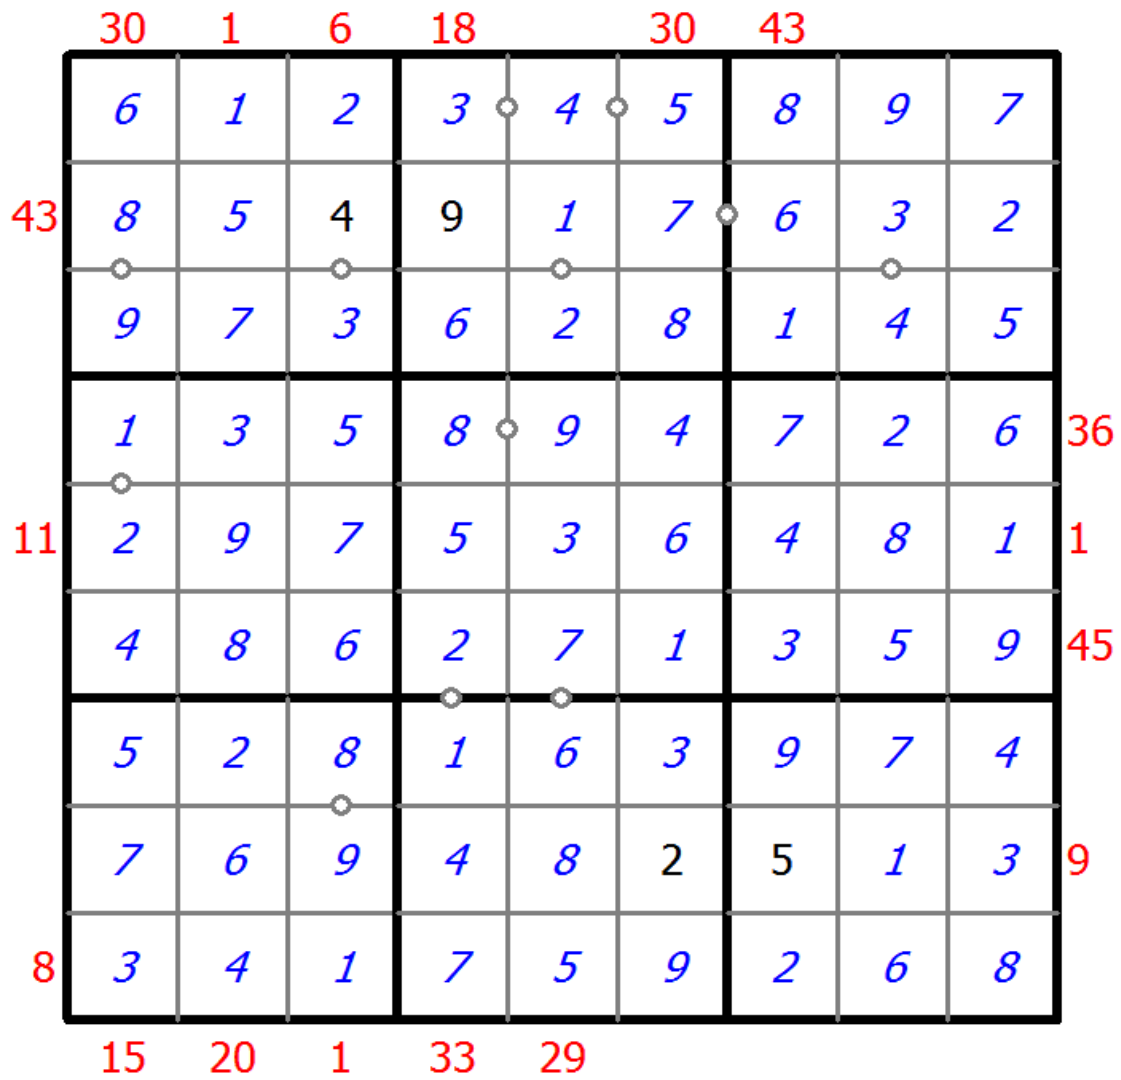 30 1 6 18 30 43
6 1 2 3 4 5 8 9 7
43 8 5 4 9 1 7 6 3 2
9 7 3 6 2 8 1 4 5
1 3 5 8 9 4 7 2 6 36
11 2 9 7 5 3 6 4 8 1 1
4 8 6 2 7 1 3 5 9 45
5 2 8 1 6 3 9 7 4
7 6 9 4 8 2 5 1 3 9
8 3 4 1 7 5 9 2 6 8
15 20 1 33 29